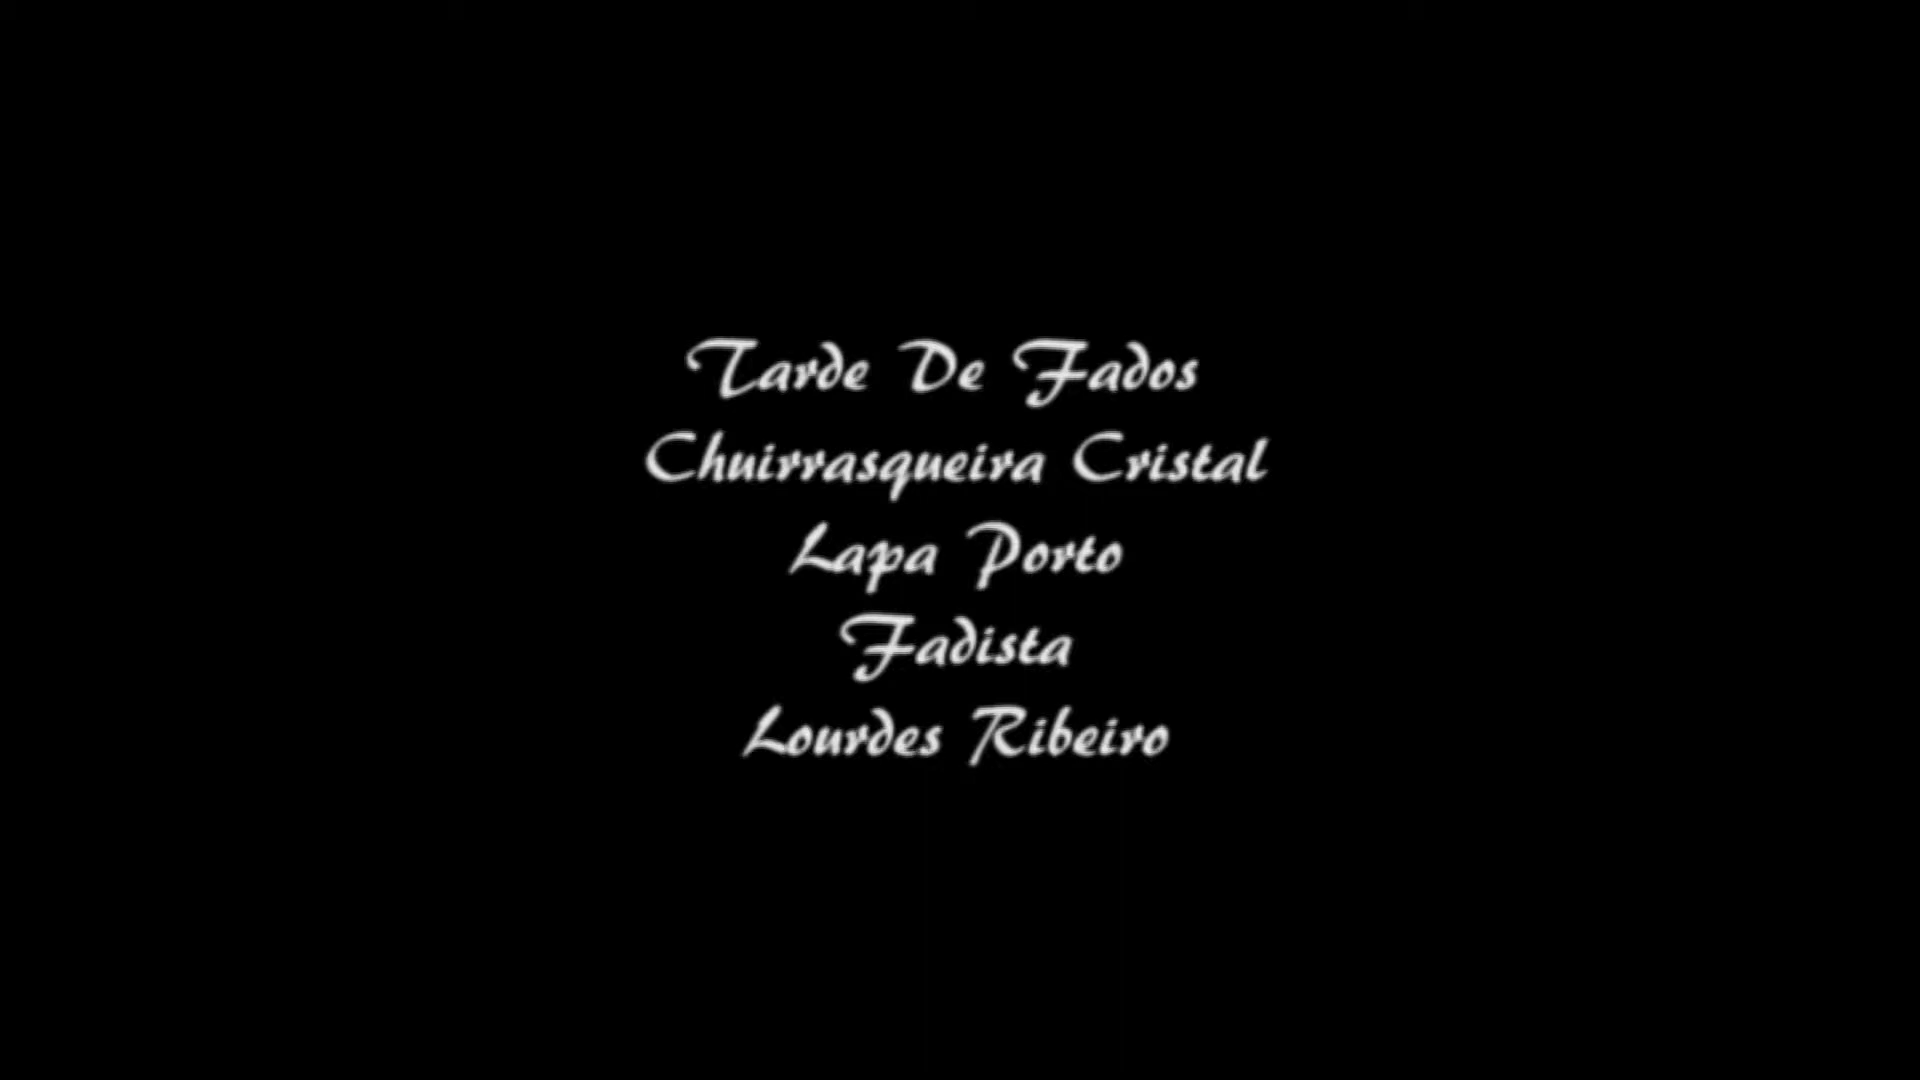 Tarde De Fados
Chuirrasqueira Cristal
Lapa Porto
Fadista
Lourdes Ribeiro